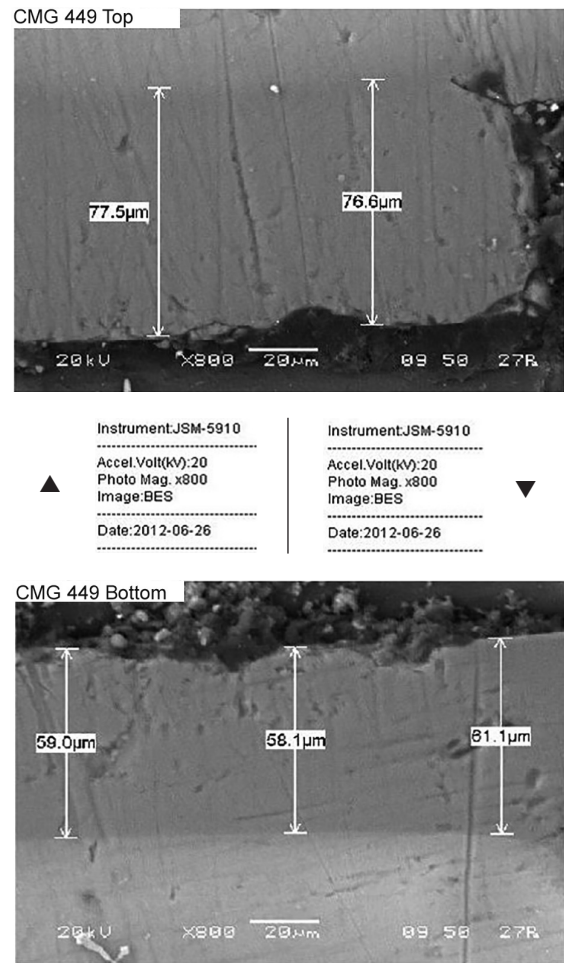 CMG 449 Top
77.5µm
76.6µm
20kV X800 20µm 09 50 27R
Instrument:JSM-5910
Accel.Volt(kV):20
Photo Mag. x800
Image:BES
Date:2012-06-26
Instrument:JSM-5910
Accel.Volt(kV):20
Photo Mag. x800
Image:BES
Date:2012-06-26
CMG 449 Bottom
59.0µm
58.1µm
61.1µm
20kV X800 20µm 09 50 27R